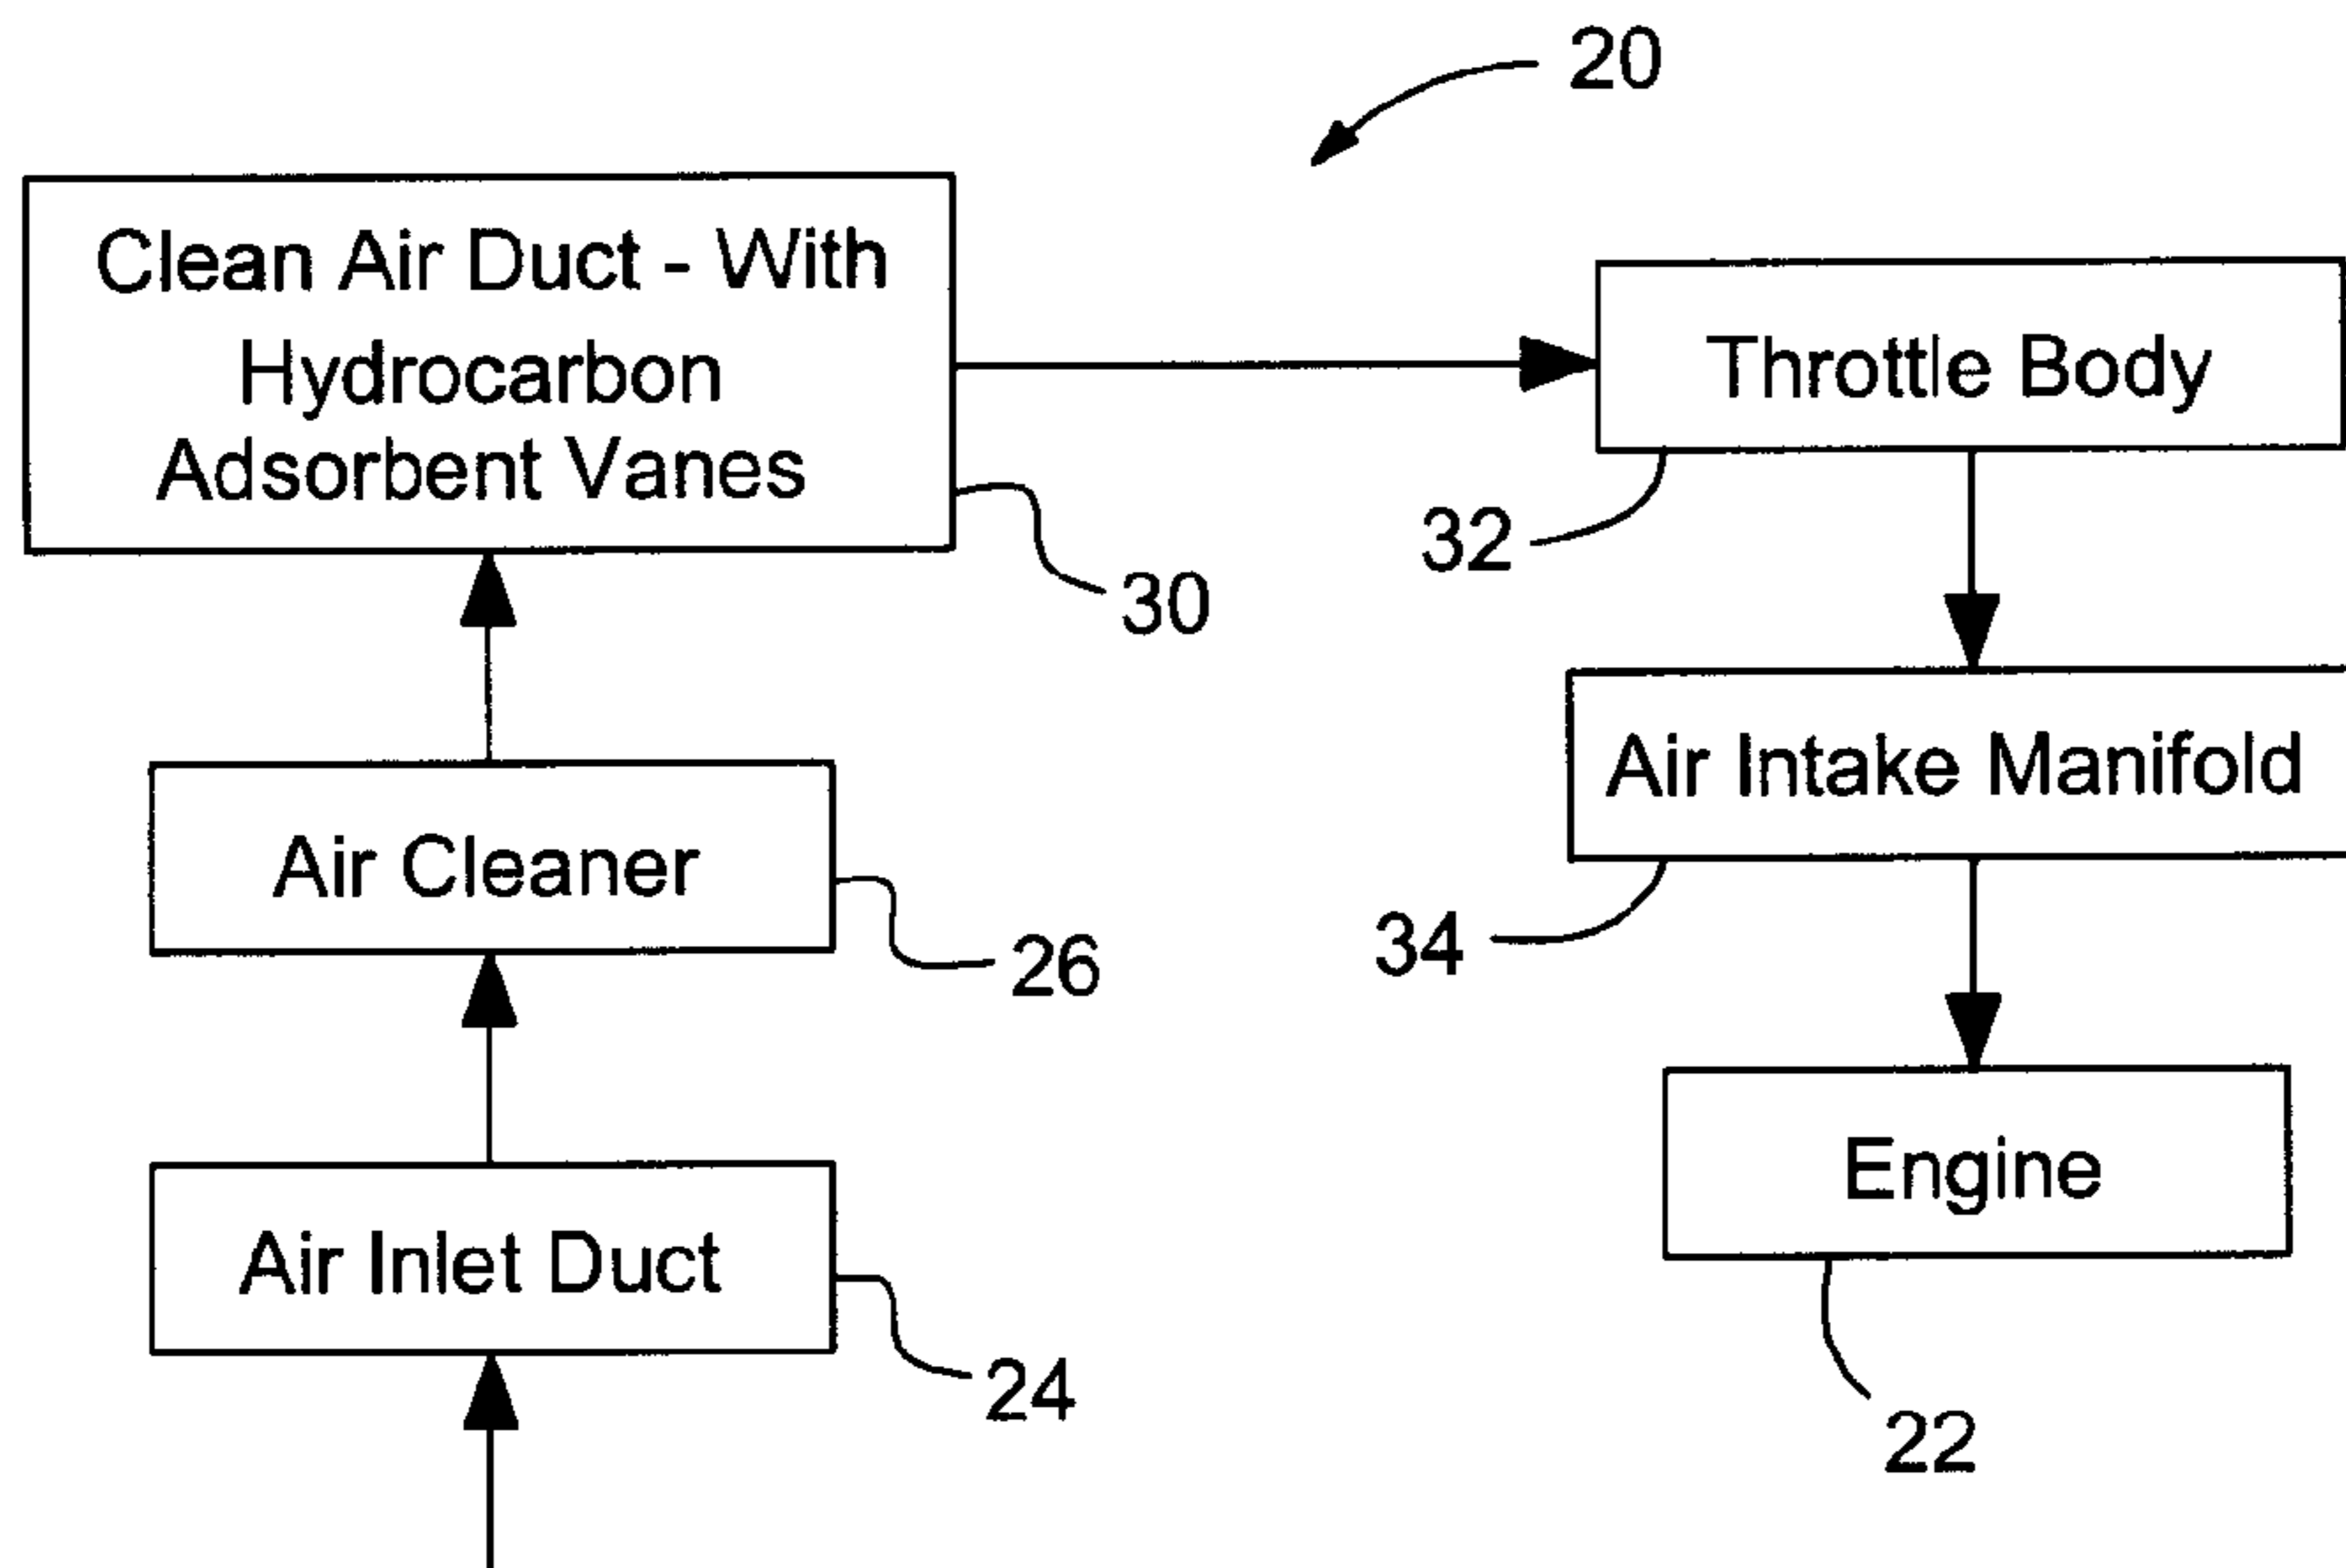 20
Clean Air Duct - With
Hydrocarbon
Adsorbent Vanes
Throttle Body
32
30
Air Intake Manifold
Air Cleaner
34
26
Engine
Air Inlet Duct
24
22